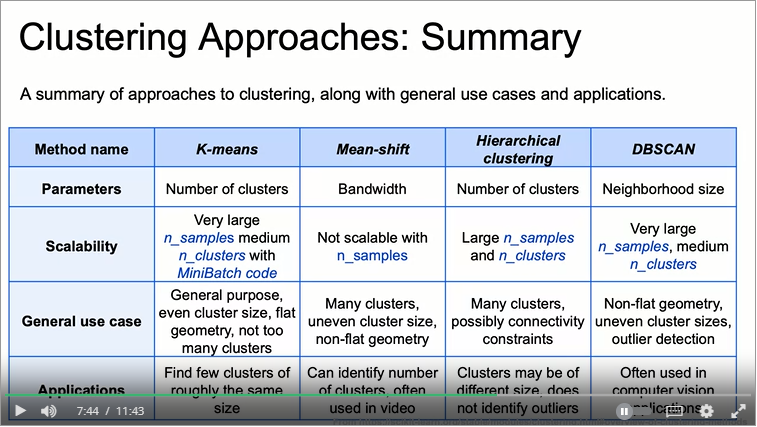 Clustering Approaches: Summary
A summary of approaches to clustering, along with general use cases and applications.
Method name
K-means
Mean-shift
Hierarchical
clustering
DBSCAN
Parameters
Number of clusters
Bandwidth
Number of clusters
Neighborhood size
Scalability
Very large
n_samples medium
n_clusters with
MiniBatch code
Not scalable with
n_samples
Large n_samples
and n_clusters
Very large
n_samples, medium
n_clusters
General use case
General purpose,
even cluster size, flat
geometry, not too
many clusters
Many clusters,
uneven cluster size,
non-flat geometry
Many clusters,
possibly connectivity
constraints
Non-flat geometry,
uneven cluster sizes,
outlier detection
Applications
Find few clusters of
roughly the same
size
Can identify number
of clusters, often
used in video
Clusters may be of
different size, does
not identify outliers
Often used in
computer vision
applications
7:44 / 11:43